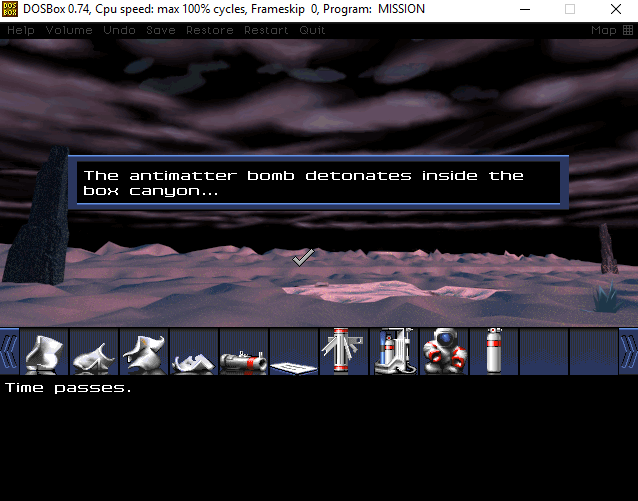 DOSBox 0.74, Cpu speed: max 100% cycles, Frameskip 0, Program: MISSION
Help Volume Undo Save Restore Restart Quit Map
The antimatter bomb detonates inside the
box canyon...
Time passes.